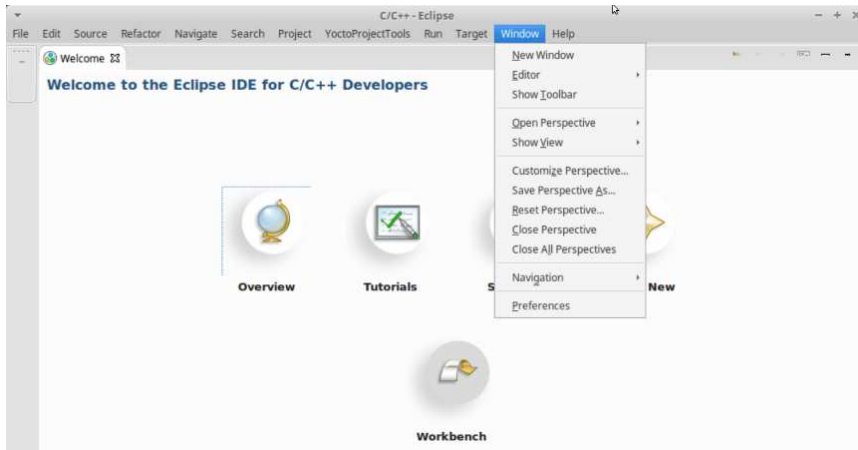 C/C++ - Eclipse
File Edit Source Refactor Navigate Search Project YoctoProjectTools Run Target Window Help
Welcome
Welcome to the Eclipse IDE for C/C++ Developers
New Window
Editor
Show Toolbar
Open Perspective
Show View
Customize Perspective...
Save Perspective As...
Reset Perspective...
Close Perspective
Close All Perspectives
Navigation
Preferences
Overview Tutorials S New
Workbench